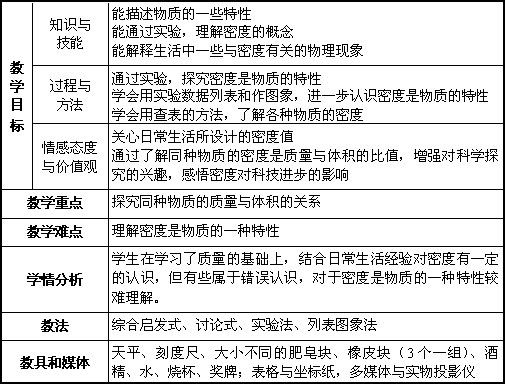 教学目标
知识与技能
能描述物质的一些特性
能通过实验，理解密度的概念
能解释生活中一些与密度有关的物理现象
过程与方法
通过实验，探究密度是物质的特性
学会用实验数据列表和作图象，进一步认识密度是物质的特性
学会用查表的方法，了解各种物质的密度
情感态度与价值观
关心日常生活所设计的密度值
通过了解同种物质的密度是质量与体积的比值，增强对科学探
究的兴趣，感悟密度对科技进步的影响
教学重点
探究同种物质的质量与体积的关系
教学难点
理解密度是物质的一种特性
学情分析
学生在学习了质量的基础上，结合日常生活经验对密度有一定
的认识，但有些属于错误认识，对于密度是物质的一种特性较
难理解。
教法
综合启发式、讨论式、实验法、列表图象法
教具和媒体
天平、刻度尺、大小不同的肥皂块、橡皮块（3个一组）、酒
精、水、烧杯、奖牌；表格与坐标纸，多媒体与实物投影仪